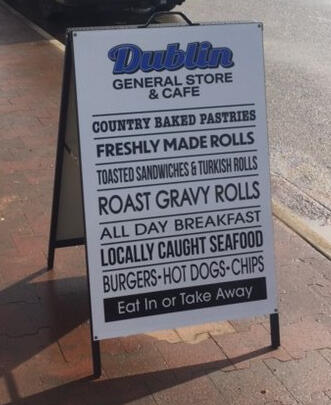 Dublin
GENERAL STORE
& CAFE
COUNTRY BAKED PASTRIES
FRESHLY MADE ROLLS
TOASTED SANDWICHES & TURKISH ROLLS
ROAST GRAVY ROLLS
ALL DAY BREAKFAST
LOCALLY CAUGHT SEAFOOD
BURGERS-HOT DOGS-CHIPS
Eat In or Take Away